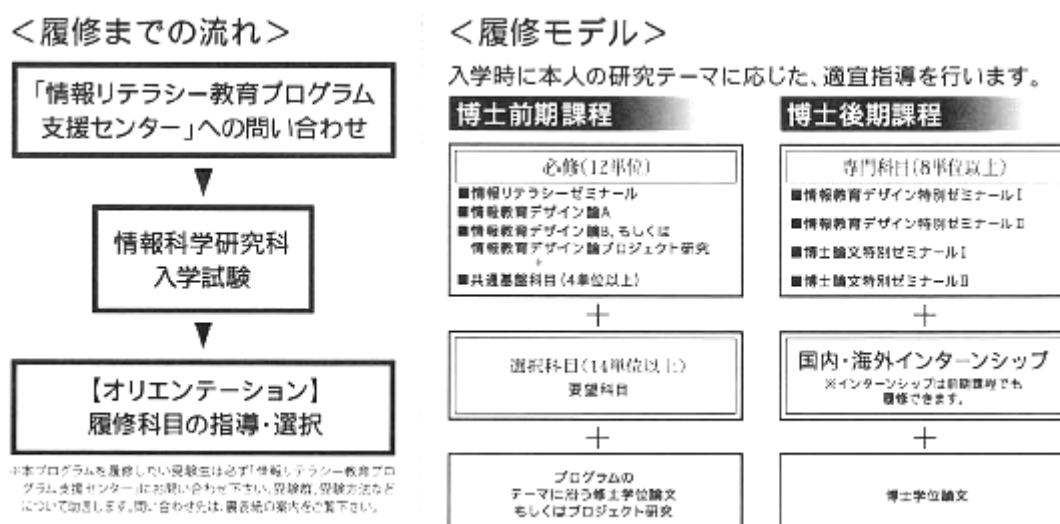 ＜履修までの流れ＞
「情報リテラシー教育プログラム
支援センター」への問い合わせ
▼
情報科学研究科
入学試験
▼
【オリエンテーション】
履修科目の指導・選択
※本プログラムを履修したい受験生は必ず「情報リテラシー教育プロ
グラム支援センター」にお問い合わせ下さい。受験群、受験方法など
について助言します。問い合わせ先は、裏表紙の案内をご覧下さい。
＜履修モデル＞
入学時に本人の研究テーマに応じた、適宜指導を行います。
博士前期課程
必修(12単位)
■情報リテラシーゼミナール
■情報教育デザイン論A
■情報教育デザイン論B、もしくは
情報教育デザイン論プロジェクト研究
+
■共通基盤科目(4単位以上)
＋
選択科目(14単位以上)
要望科目
＋
プログラムの
テーマに沿う修士学位論文
もしくはプロジェクト研究
博士後期課程
専門科目(8単位以上)
■情報教育デザイン特別ゼミナールⅠ
■情報教育デザイン特別ゼミナールⅡ
■博士論文特別ゼミナールⅠ
■博士論文特別ゼミナールⅡ
＋
国内・海外インターンシップ
※インターンシップは前期課程でも
履修できます。
＋
博士学位論文